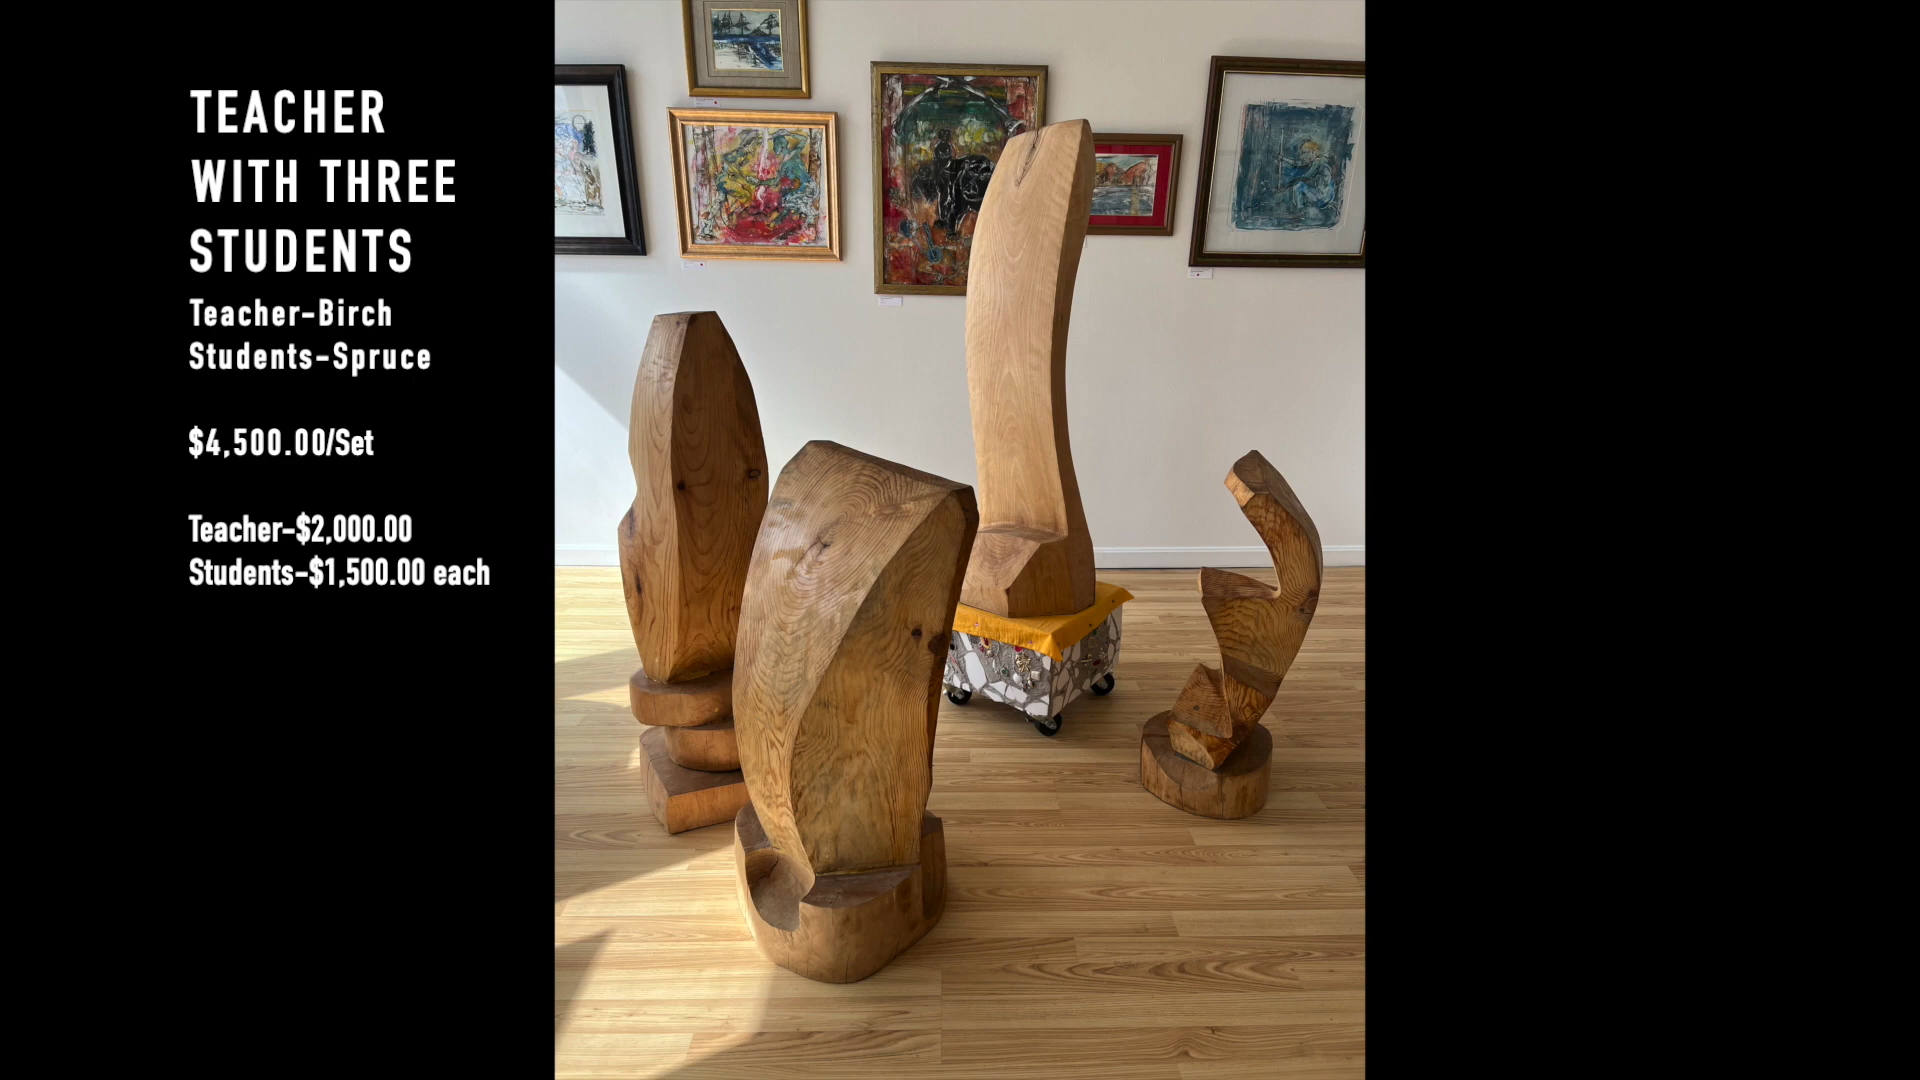 TEACHER
WITH THREE
STUDENTS
Teacher-Birch
Students-Spruce
$4,500.00/Set
Teacher-$2,000.00
Students-$1,500.00 each